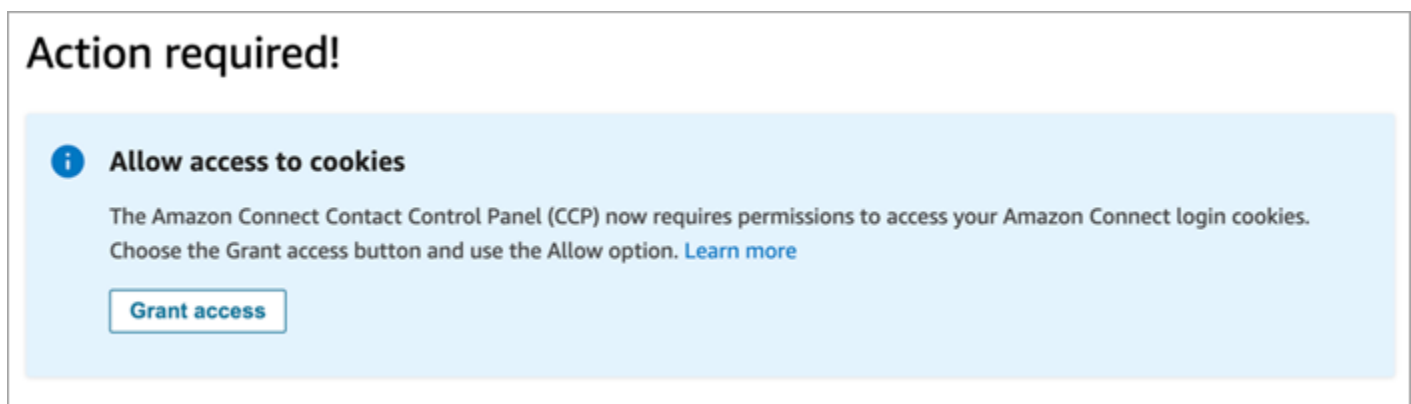 Action required!
Allow access to cookies
The Amazon Connect Contact Control Panel (CCP) now requires permissions to access your Amazon Connect login cookies.
Choose the Grant access button and use the Allow option. Learn more
Grant access